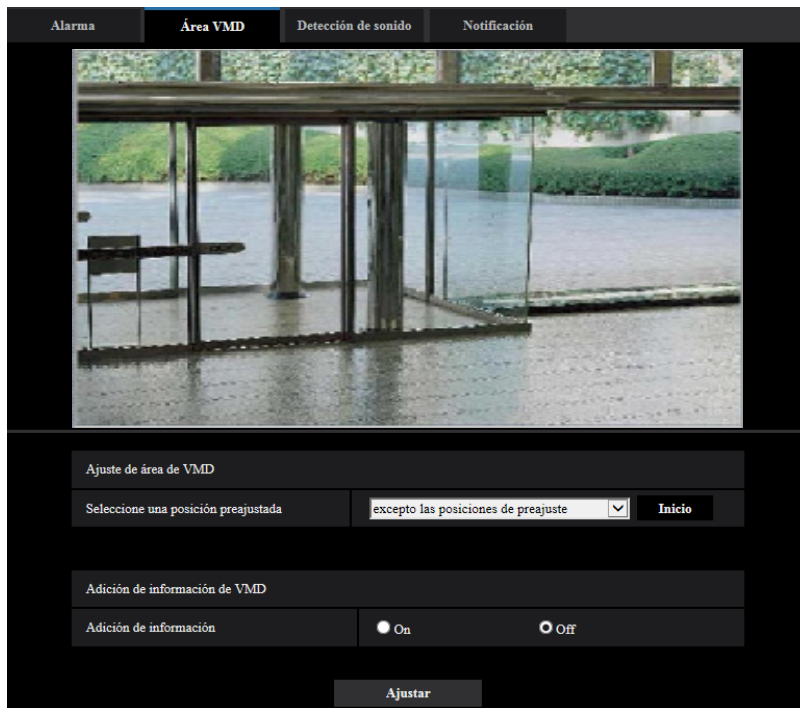 Alarma Área VMD Detección de sonido Notificación
Ajuste de área de VMD
Seleccione una posición preajustada excepto las posiciones de preajuste Inicio
Adición de información de VMD
Adición de información On Off
Ajustar